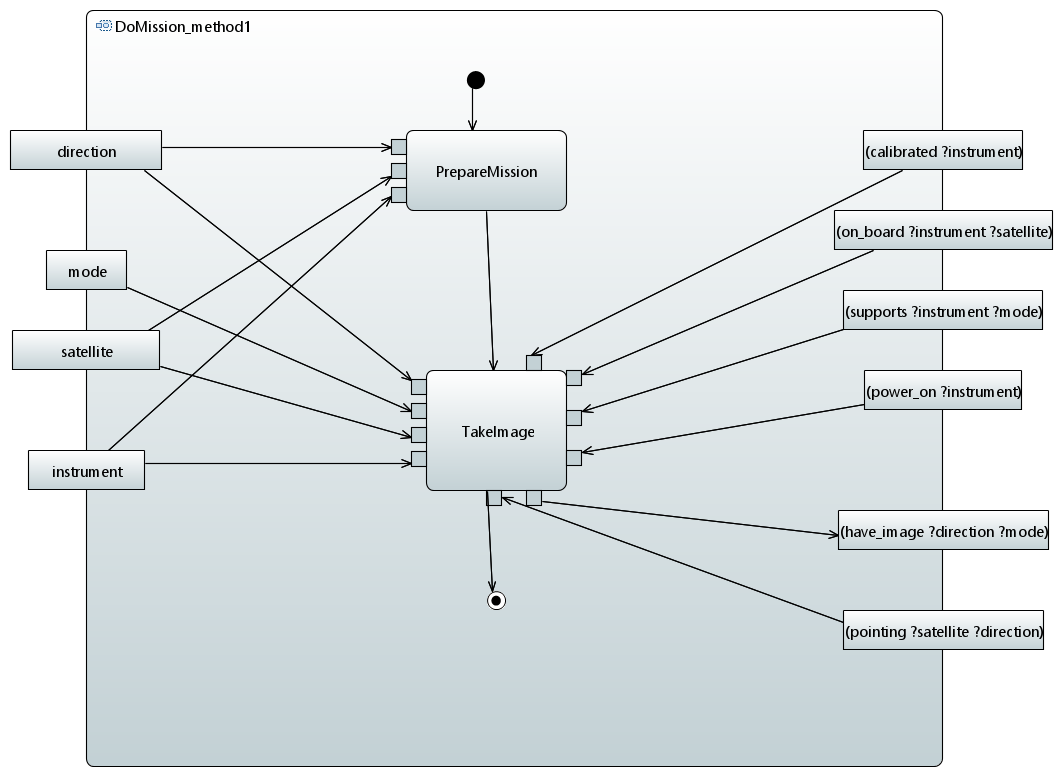 DoMission_method1
direction
PrepareMission
(calibrated ?instrument)
(on_board ?instrument ?satellite)
mode
(supports ?instrument ?mode)
satellite
(power_on ?instrument)
TakeImage
instrument
(have_image ?direction ?mode)
(pointing ?satellite ?direction)